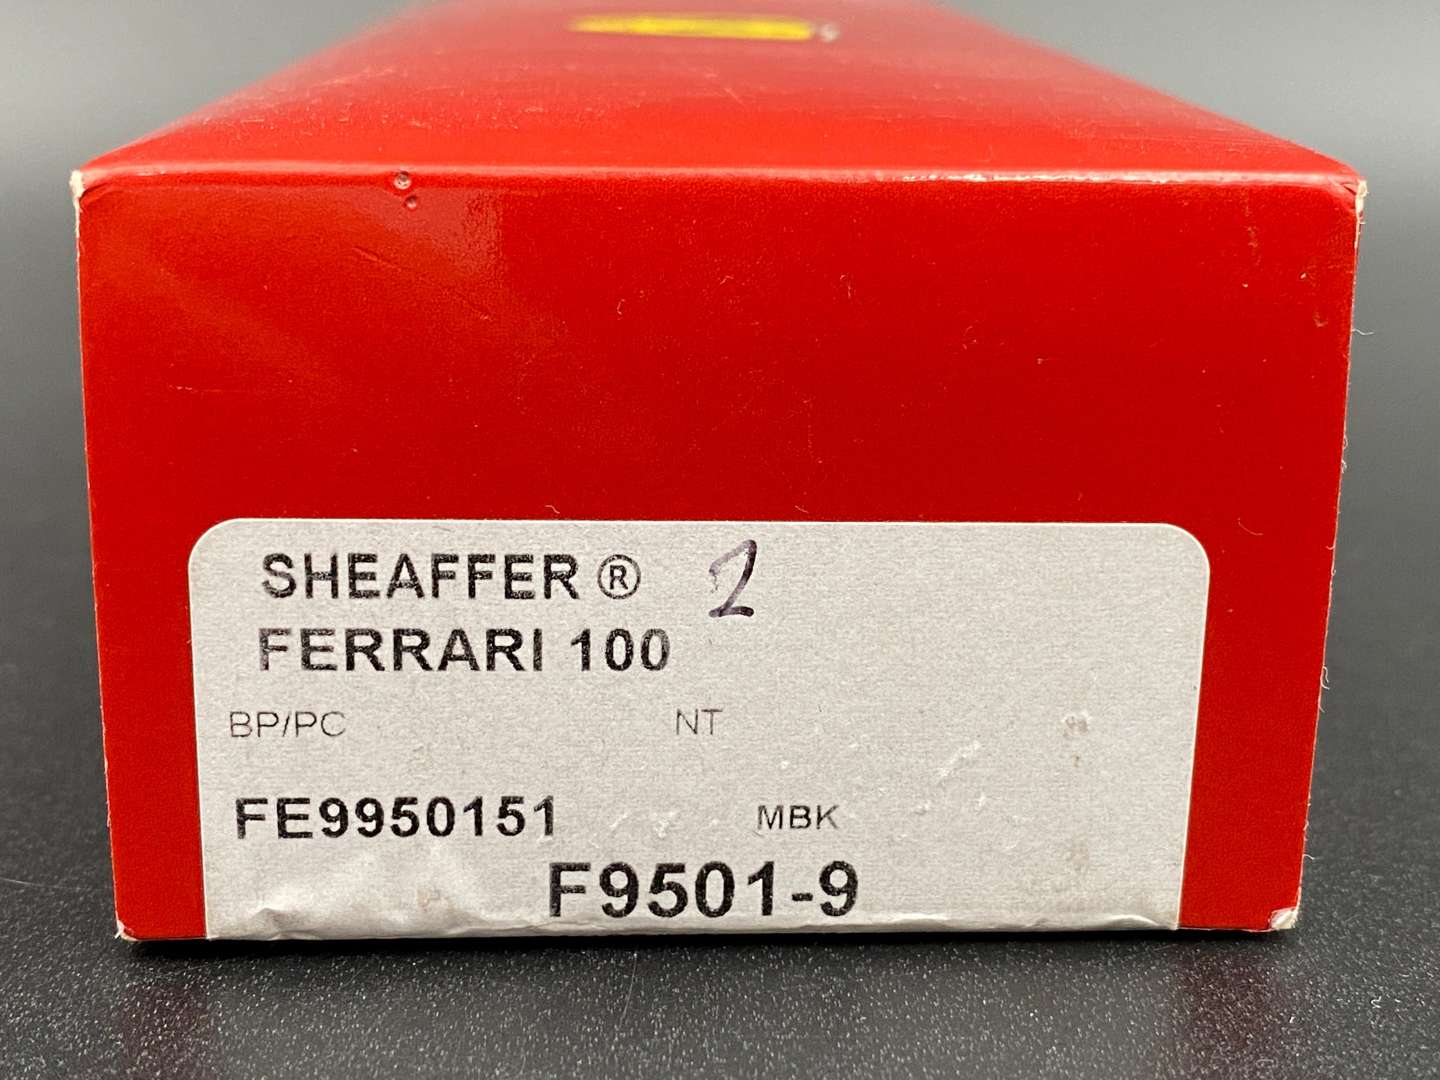 SHEAFFER ® 2
FERRARI 100
BP/PC NT
FE9950151 MBK
F9501-9